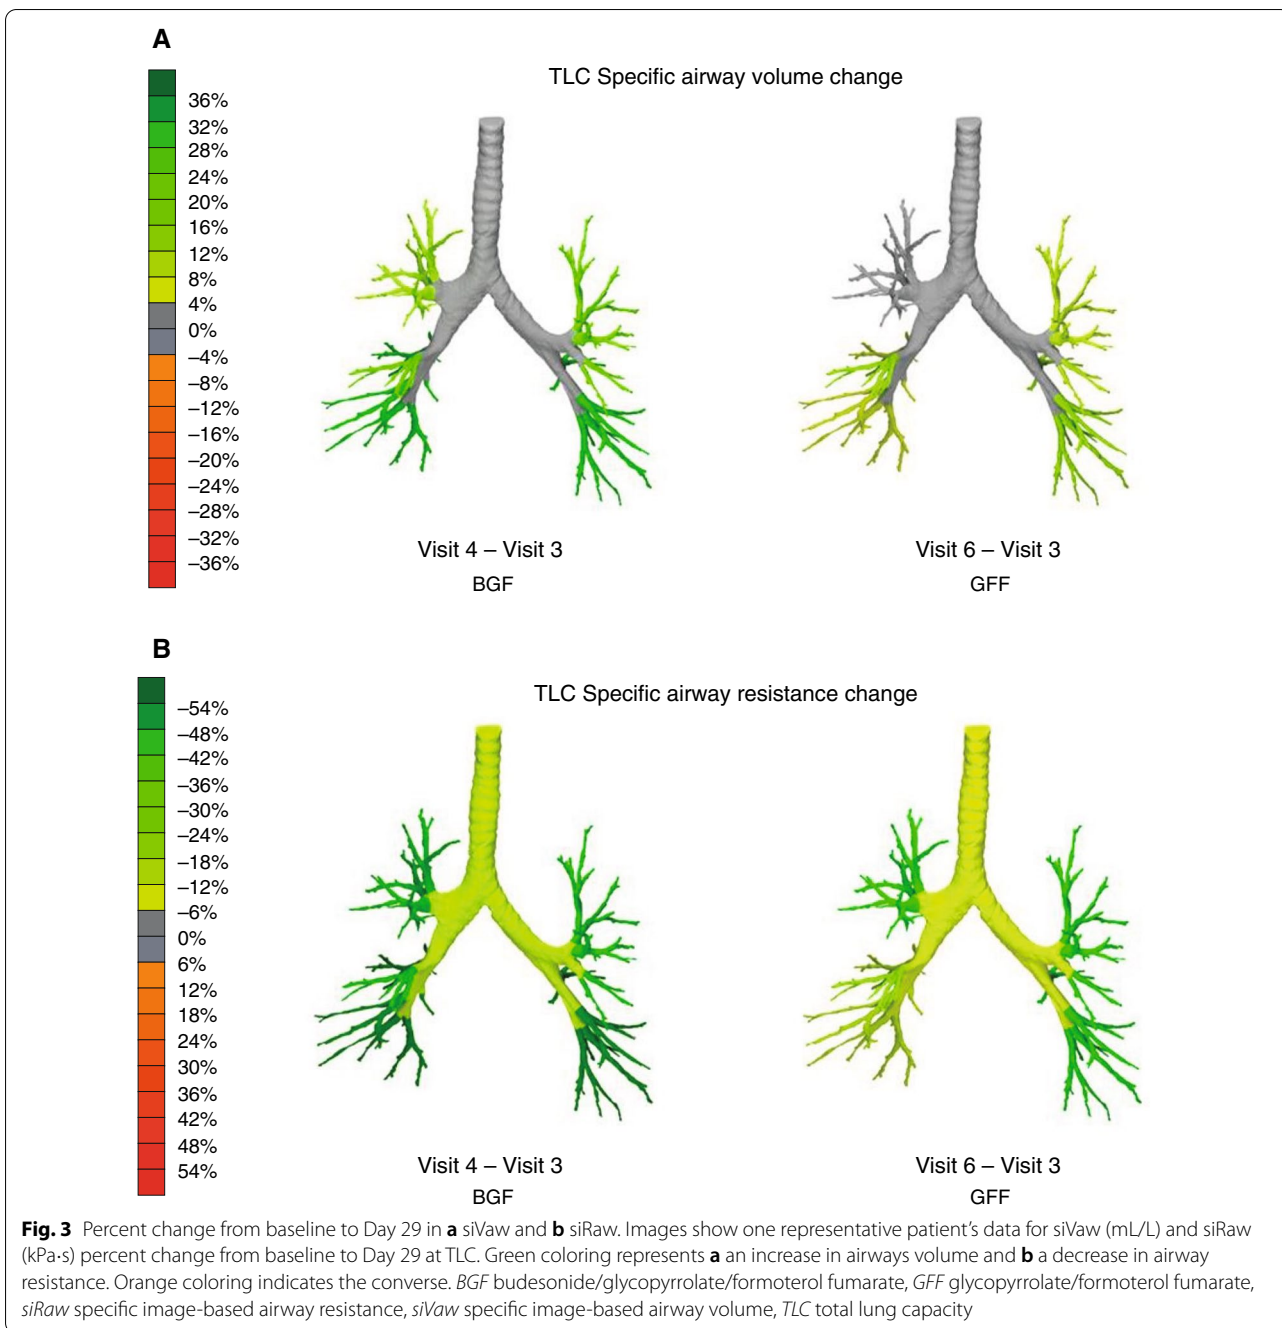 A
TLC Specific airway volume change
36%
32%
28%
24%
20%
16%
12%
8%
4%
0%
–4%
–8%
–12%
–16%
–20%
–24%
–28%
–32%
–36%
Visit 4 – Visit 3
BGF
Visit 6 – Visit 3
GFF
B
TLC Specific airway resistance change
–54%
–48%
–42%
–36%
–30%
–24%
–18%
–12%
–6%
0%
6%
12%
18%
24%
30%
36%
42%
48%
54%
Visit 4 – Visit 3
BGF
Visit 6 – Visit 3
GFF
Fig. 3 Percent change from baseline to Day 29 in a siVaw and b siRaw. Images show one representative patient's data for siVaw (mL/L) and siRaw
(kPa·s) percent change from baseline to Day 29 at TLC. Green coloring represents a an increase in airways volume and b a decrease in airway
resistance. Orange coloring indicates the converse. BGF budesonide/glycopyrrolate/formoterol fumarate, GFF glycopyrrolate/formoterol fumarate,
siRaw specific image-based airway resistance, siVaw specific image-based airway volume, TLC total lung capacity